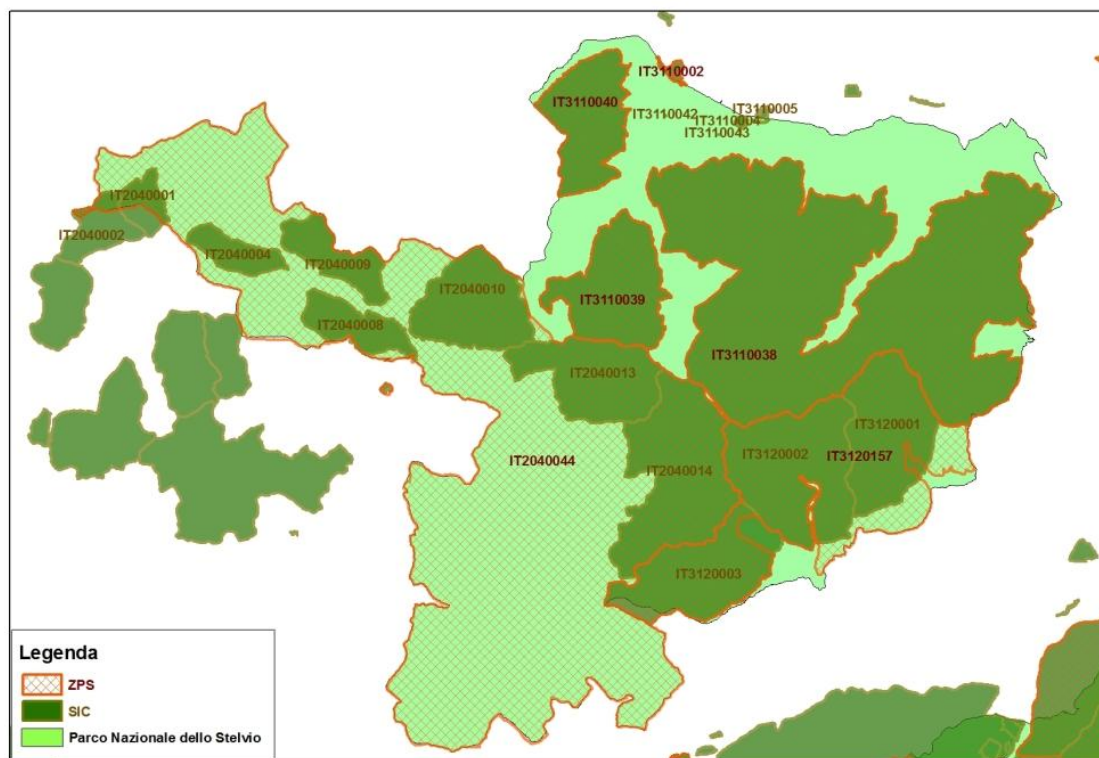 IT3110002
IT3110040
IT3110042
IT3110005
IT3110004
IT3110043
IT2040001
IT2040002
IT2040004
IT2040009
IT2040010
IT3110039
IT2040008
IT3110038
IT2040013
IT3120001
IT2040044
IT3120002
IT3120157
IT2040014
IT3120003
Legenda
ZPS
SIC
Parco Nazionale dello Stelvio